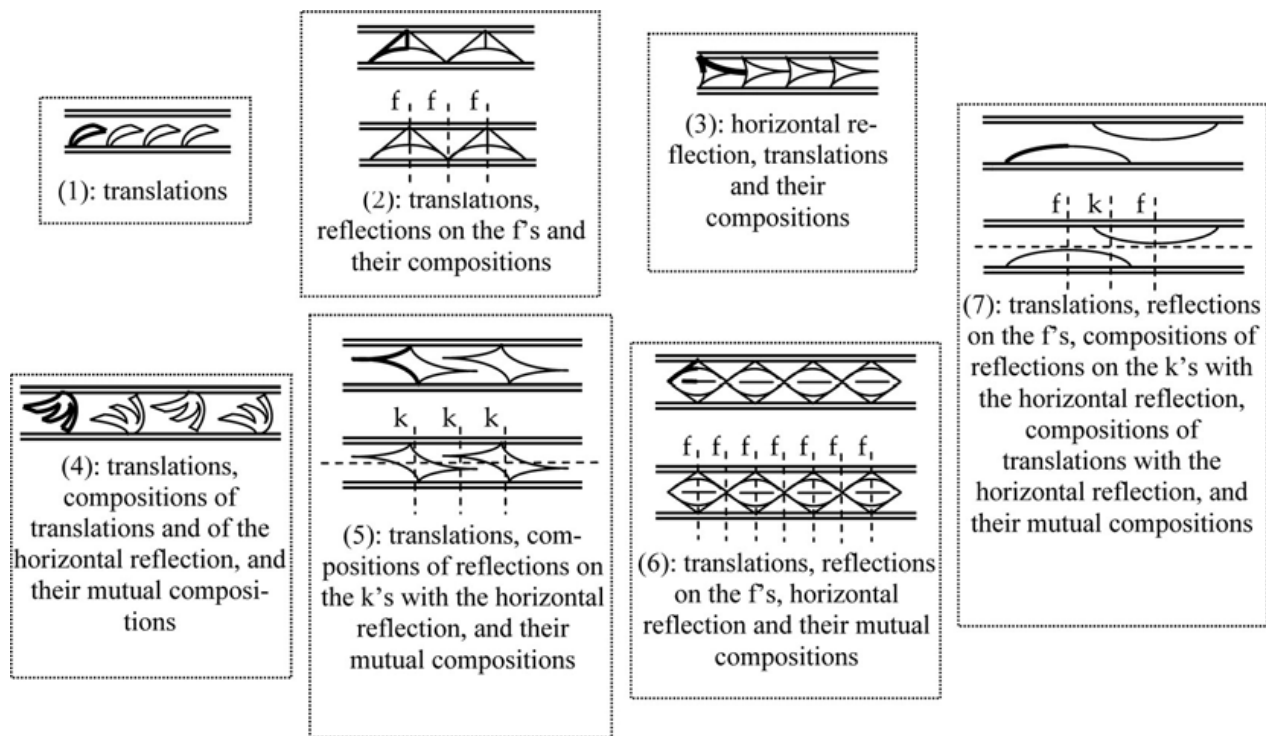 (1): translations
f f f
(2): translations,
reflections on the f's and
their compositions
(3): horizontal re-
flection, translations
and their
compositions
(4): translations,
compositions of
translations and of the
horizontal reflection, and
their mutual composi-
tions
k k k
(5): translations, com-
positions of reflections on
the k's with the horizontal
reflection, and their
mutual compositions
f f f f f f f
(6): translations, reflections
on the f's, horizontal
reflection and their mutual
compositions
f k f
(7): translations, reflections
on the f's, compositions of
reflections on the k's with
the horizontal reflection,
compositions of
translations with the
horizontal reflection, and
their mutual compositions